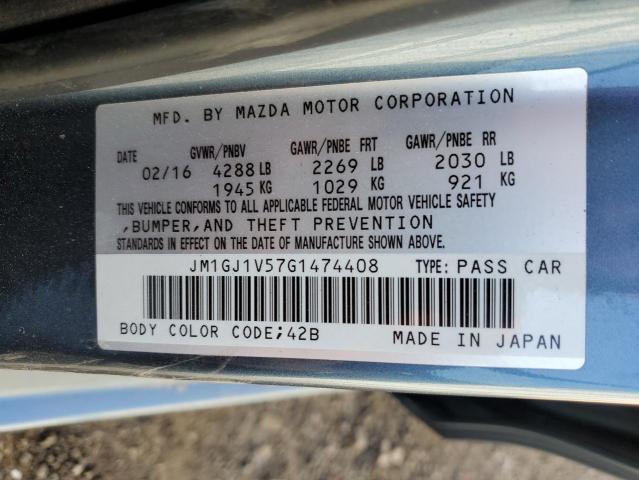 MFD. BY MAZDA MOTOR CORPORATION
DATE GVWR/PNBV GAWR/PNBE FRT GAWR/PNBE RR
02/16 4288 LB 2269 LB 2030 LB
1945 KG 1029 KG 921 KG
THIS VEHICLE CONFORMS TO ALL APPLICABLE FEDERAL MOTOR VEHICLE SAFETY
,BUMPER,AND THEFT PREVENTION
STANDARDS IN EFFECT ON THE DATE OF MANUFACTURE SHOWN ABOVE.
JM1GJ1V57G1474408 TYPE: PASS CAR
BODY COLOR CODE;42B MADE IN JAPAN